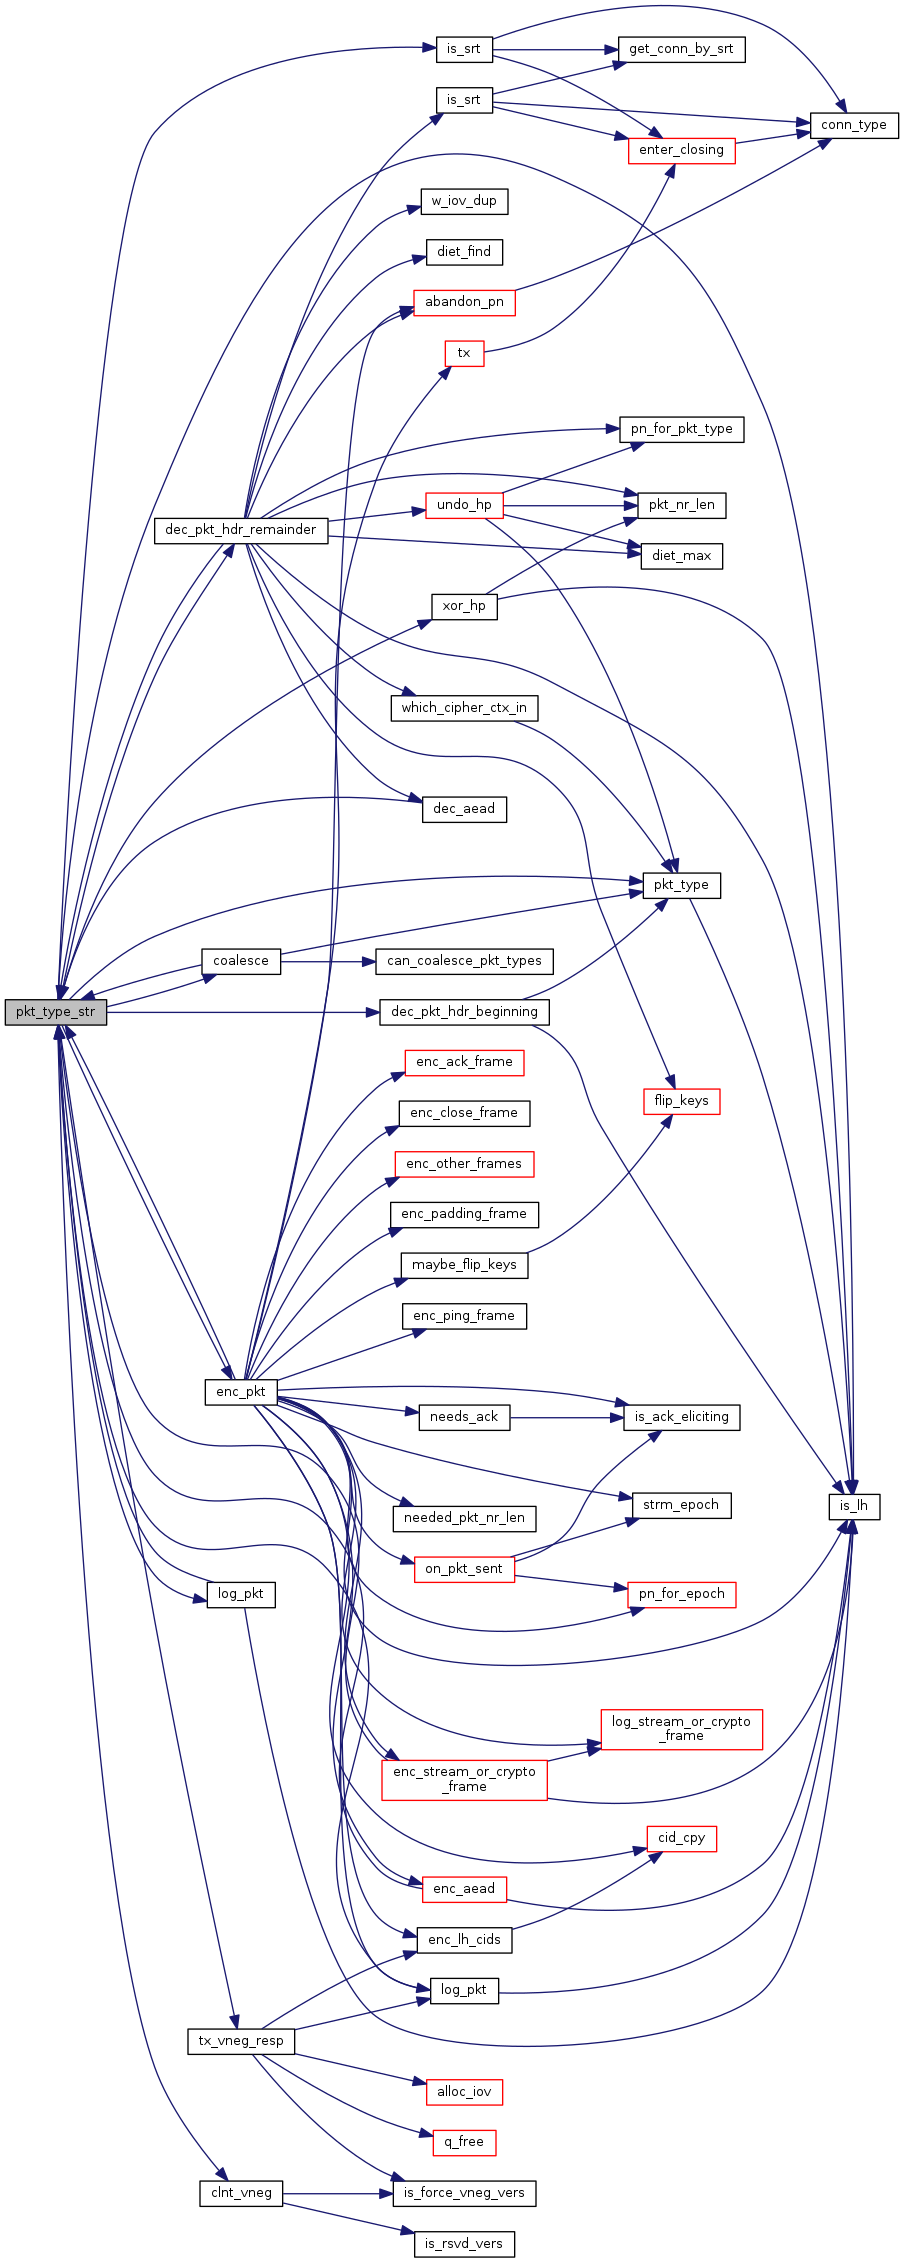 is_srt
get_conn_by_srt
is_srt
conn_type
enter_closing
w_iov_dup
diet_find
abandon_pn
tx
pn_for_pkt_type
undo_hp
pkt_nr_len
dec_pkt_hdr_remainder
diet_max
xor_hp
which_cipher_ctx_in
dec_aead
pkt_type
coalesce
can_coalesce_pkt_types
pkt_type_str
dec_pkt_hdr_beginning
enc_ack_frame
flip_keys
enc_close_frame
enc_other_frames
enc_padding_frame
maybe_flip_keys
enc_ping_frame
enc_pkt
needs_ack
is_ack_eliciting
strm_epoch
is_lh
needed_pkt_nr_len
on_pkt_sent
log_pkt
pn_for_epoch
log_stream_or_crypto
_frame
enc_stream_or_crypto
_frame
cid_cpy
enc_aead
enc_lh_cids
log_pkt
tx_vneg_resp
alloc_iov
q_free
clnt_vneg
is_force_vneg_vers
is_rsvd_vers